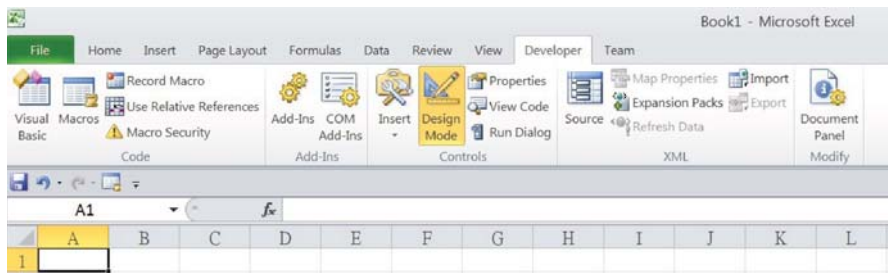 Book1 - Microsoft Excel
File Home Insert Page Layout Formulas Data Review View Developer Team
Visual Basic
Macros
Record Macro
Use Relative References
Macro Security
Code
Add-Ins
COM Add-Ins
Add-Ins
Insert
Design Mode
Properties
View Code
Run Dialog
Controls
Source
Map Properties
Expansion Packs
Refresh Data
Import
Export
XML
Document Panel
Modify
A1 fx
A B C D E F G H I J K L
1